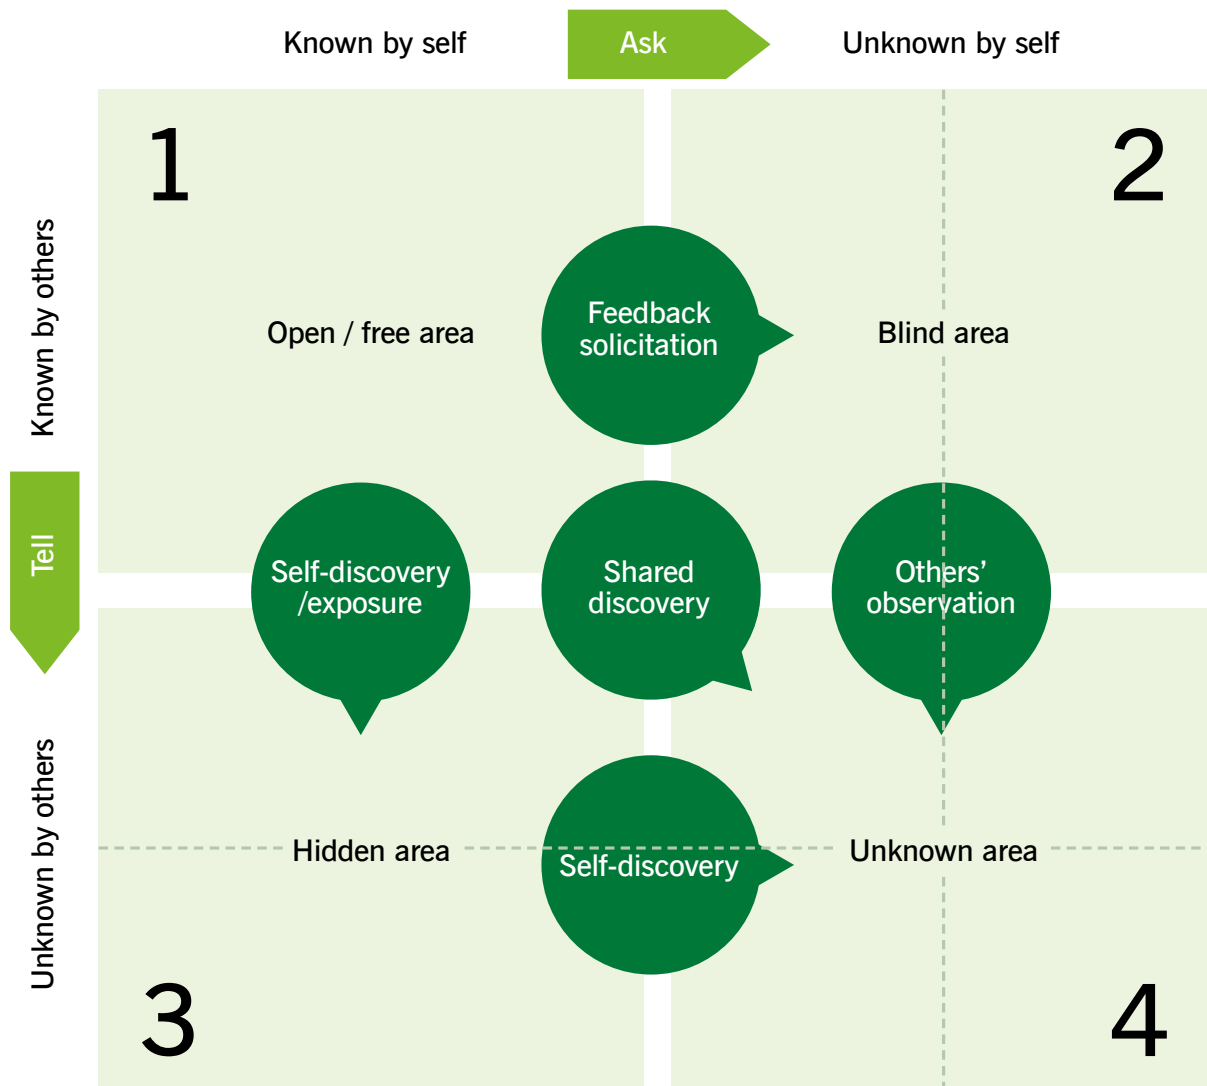 Known by self
Ask
Unknown by self
1
2
Known by others
Feedback
solicitation
Open / free area
Blind area
Tell
Self-discovery
/exposure
Shared
discovery
Others’
observation
Unknown by others
Hidden area
Self-discovery
Unknown area
3
4